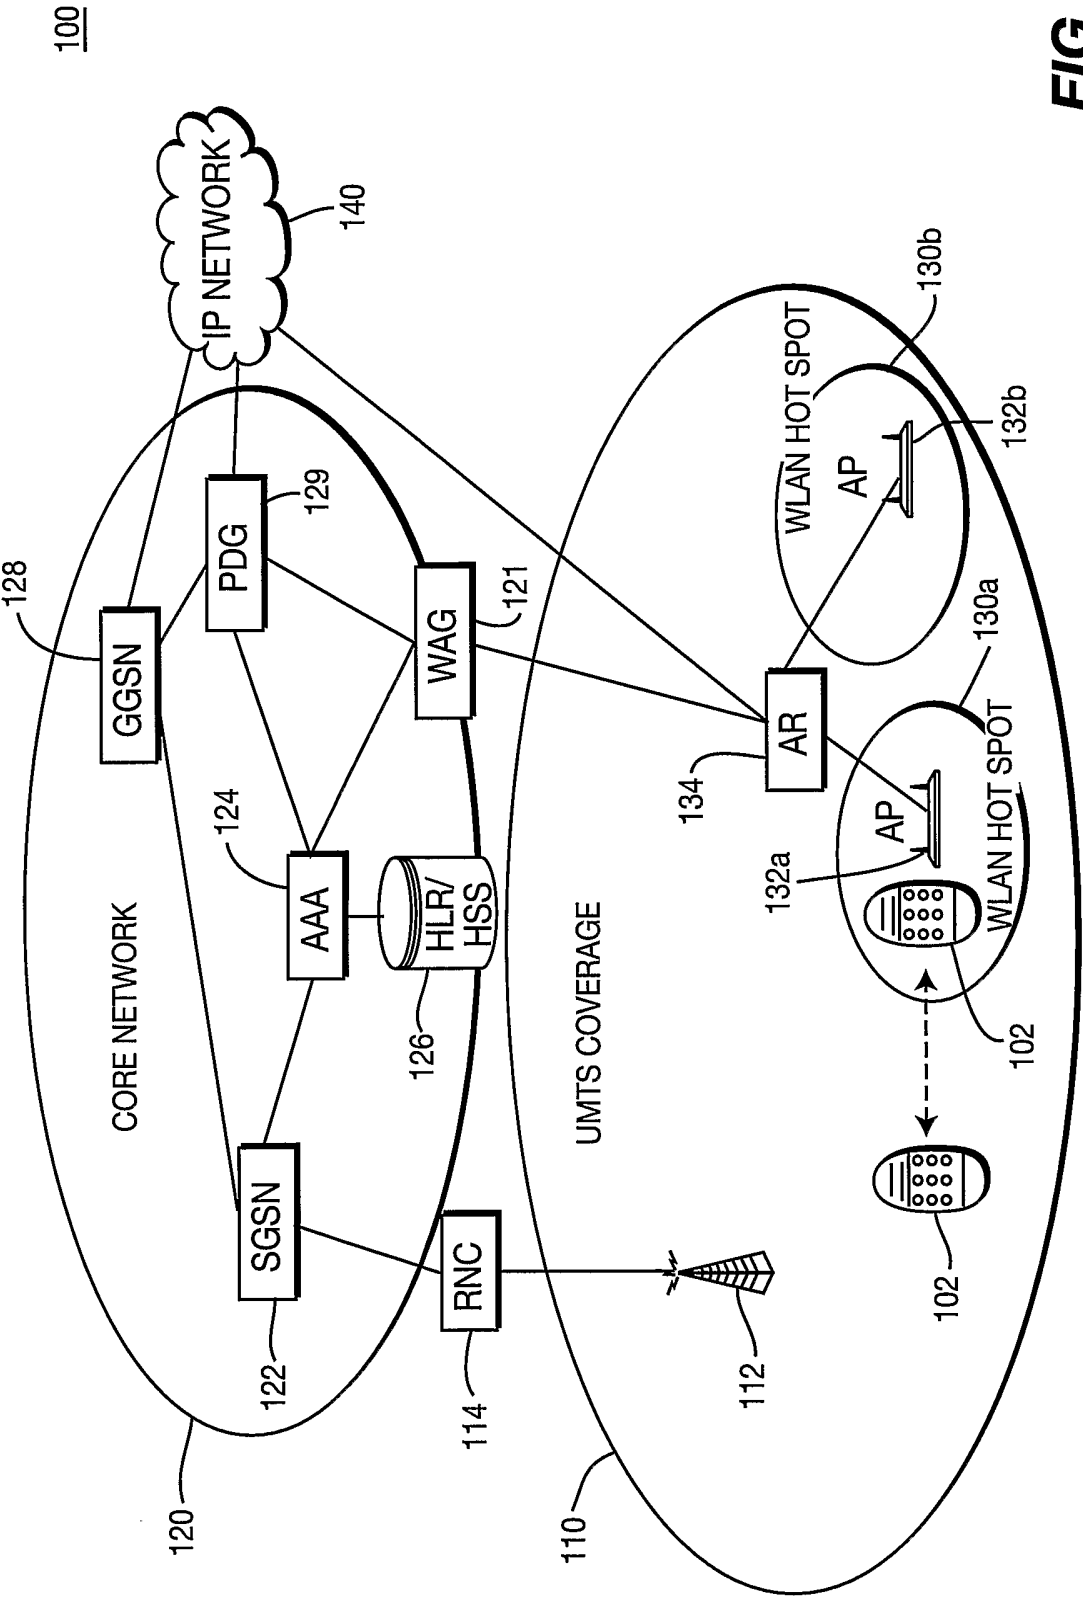 100
CORE NETWORK
120
SGSN
122
RNC
114
AAA
124
HLR/
HSS
126
GGSN
128
PDG
129
WAG
121
IP NETWORK
140
UMTS COVERAGE
110
112
102
102
AR
134
WLAN HOT SPOT
AP
132a
130a
WLAN HOT SPOT
AP
132b
130b
FIG